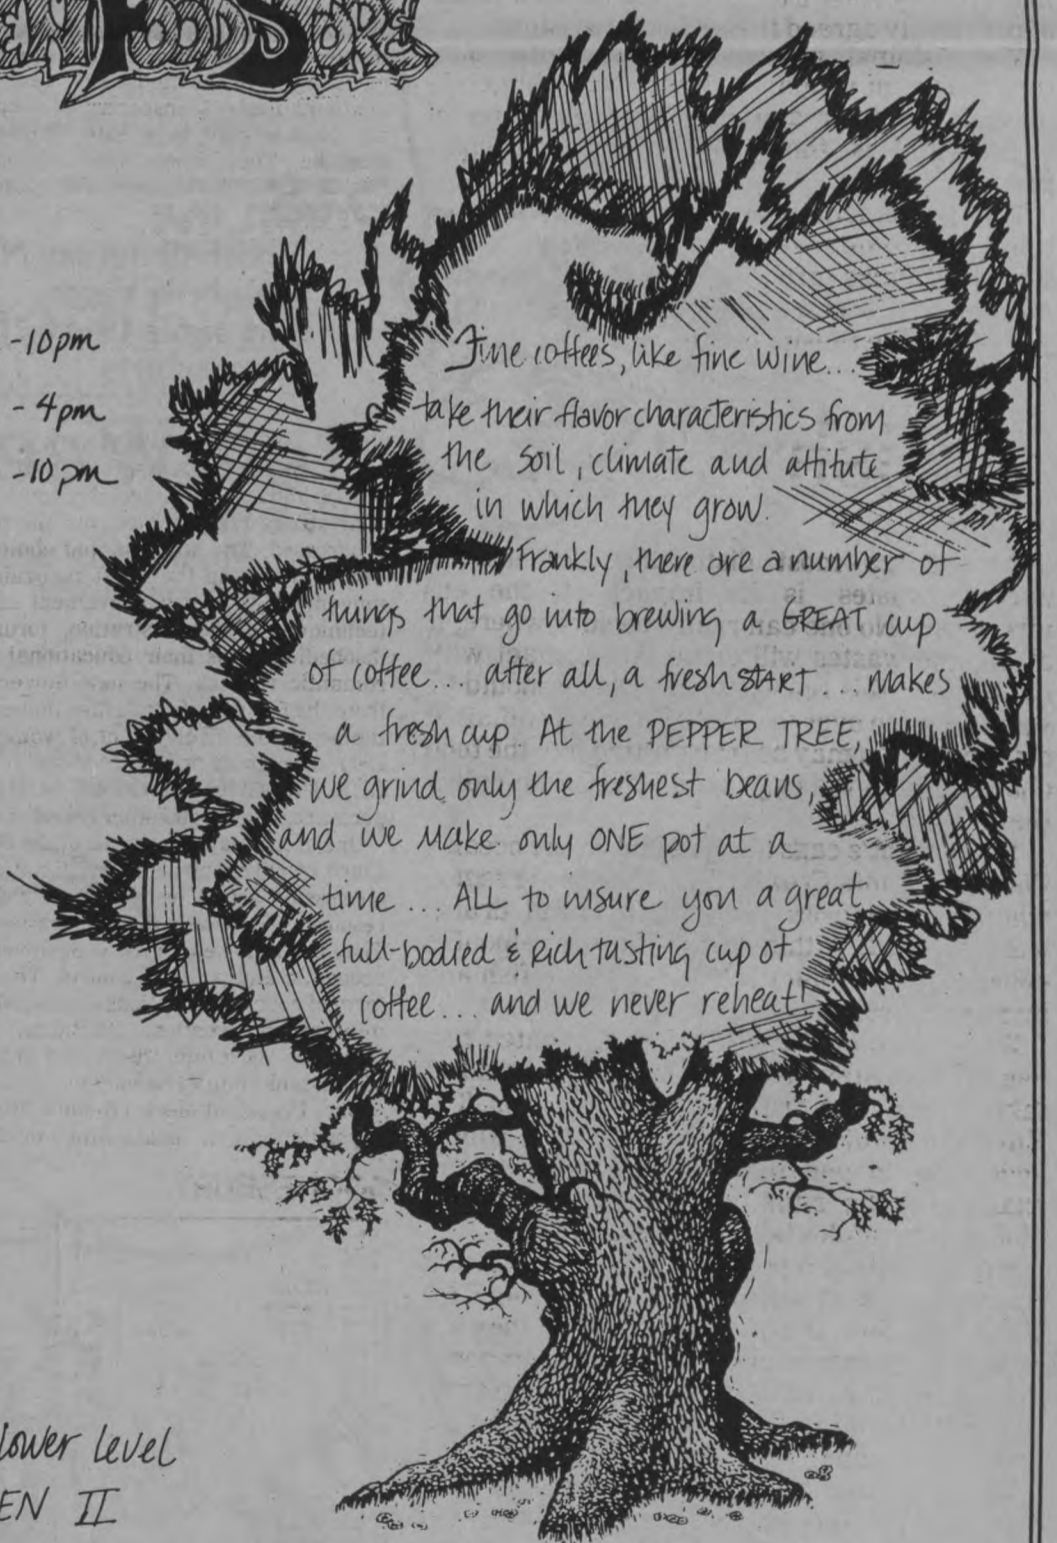 FOOD STORE
-10pm
- 4pm
-10pm
Fine coffees, like fine wine...
take their flavor characteristics from
the soil, climate and attitute
in which they grow.
Frankly, there are a number of
things that go into brewing a GREAT cup
of coffee... after all, a fresh START... makes
a fresh cup. At the PEPPER TREE,
we grind only the freshest beans,
and we make only ONE pot at a
time... ALL to insure you a great
full-bodied & Rich tasting cup of
coffee... and we never reheat!
lower level
EN II